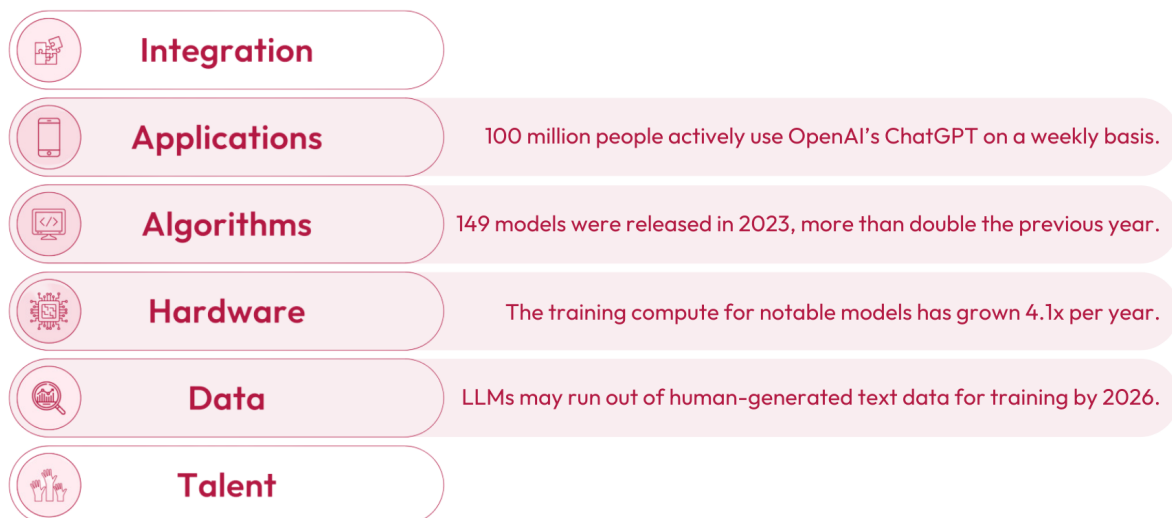 Integration
Applications
100 million people actively use OpenAI’s ChatGPT on a weekly basis.
Algorithms
149 models were released in 2023, more than double the previous year.
Hardware
The training compute for notable models has grown 4.1x per year.
Data
LLMs may run out of human-generated text data for training by 2026.
Talent